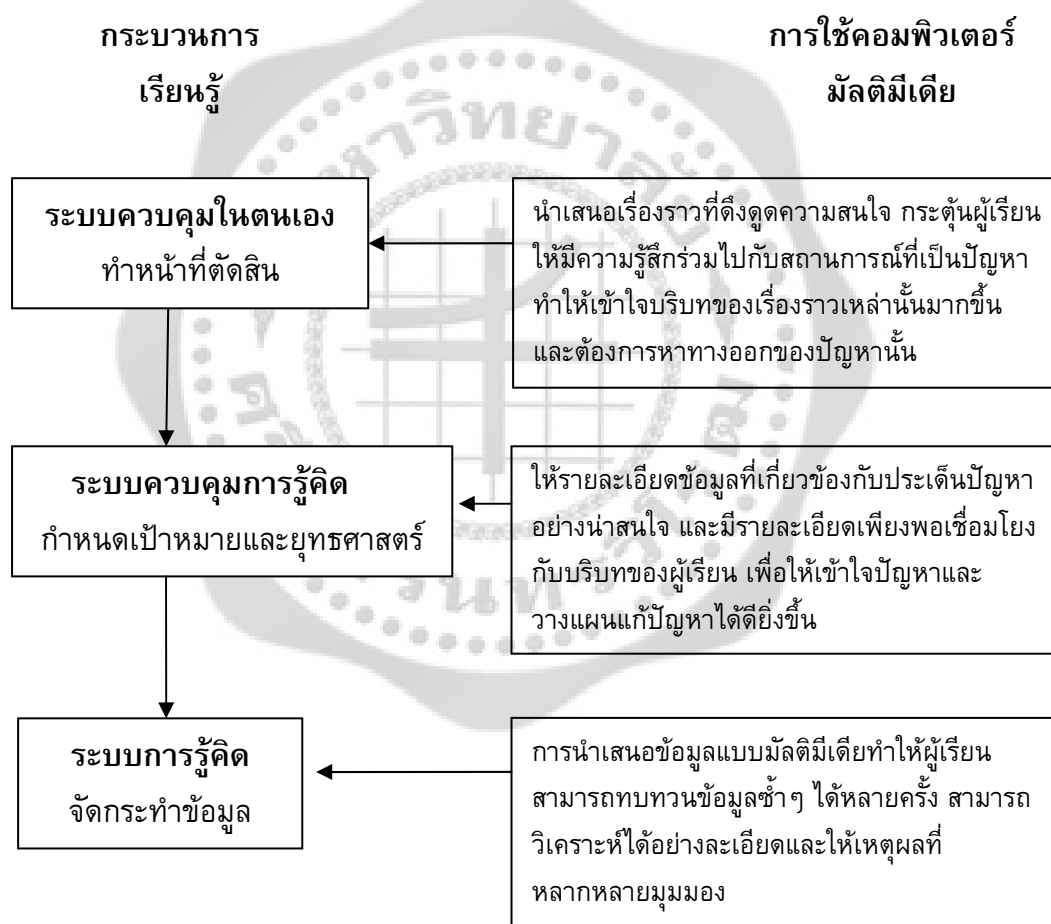 กระบวนการ
เรียนรู้
การใช้คอมพิวเตอร์
มัลติมีเดีย
ระบบควบคุมในตนเอง
ทำหน้าที่ตัดสิน
นำเสนอเรื่องราวที่ดึงดูดความสนใจ กระตุ้นผู้เรียน
ให้มีความรู้สึกร่วมไปกับสถานการณ์ที่เป็นปัญหา
ทำให้เข้าใจบริบทของเรื่องราวเหล่านั้นมากขึ้น
และต้องการหาทางออกของปัญหานั้น
ระบบควบคุมการรู้คิด
กำหนดเป้าหมายและยุทธศาสตร์
ให้รายละเอียดข้อมูลที่เกี่ยวข้องกับประเด็นปัญหา
อย่างน่าสนใจ และมีรายละเอียดเพียงพอเชื่อมโยง
กับบริบทของผู้เรียน เพื่อให้เข้าใจปัญหาและ
วางแผนแก้ปัญหาได้ดียิ่งขึ้น
ระบบการรู้คิด
จัดกระทำข้อมูล
การนำเสนอข้อมูลแบบมัลติมีเดียทำให้ผู้เรียน
สามารถทบทวนข้อมูลซ้ำๆ ได้หลายครั้ง สามารถ
วิเคราะห์ได้อย่างละเอียดและให้เหตุผลที่
หลากหลายมุมมอง